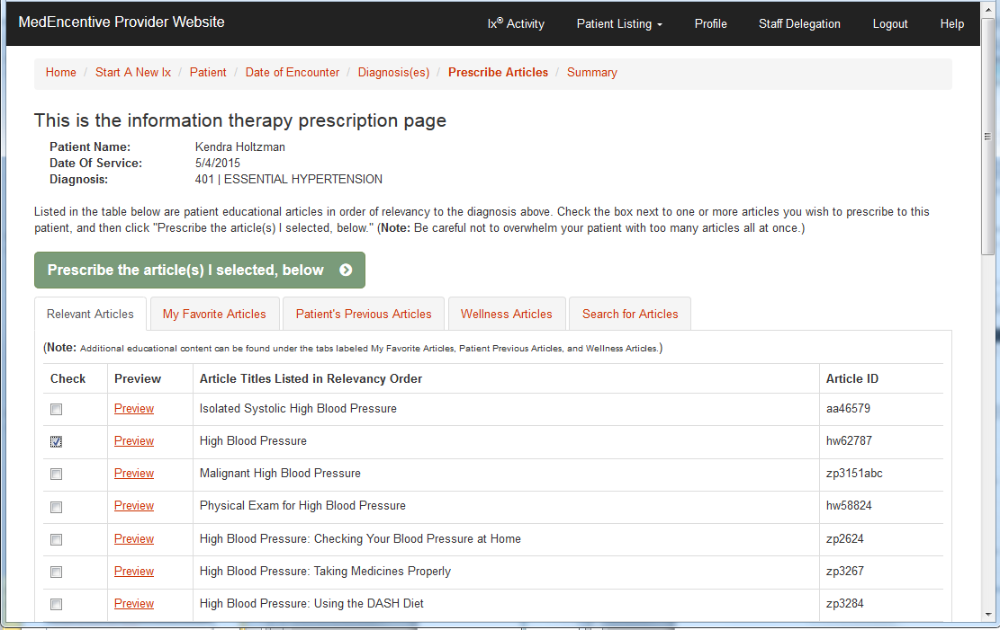 MedEncentive Provider Website
Ix® Activity Patient Listing Profile Staff Delegation Logout Help
Home / Start A New Ix / Patient / Date of Encounter / Diagnosis(es) / Prescribe Articles / Summary
This is the information therapy prescription page
Patient Name: Kendra Holtzman
Date Of Service: 5/4/2015
Diagnosis: 401 | ESSENTIAL HYPERTENSION
Listed in the table below are patient educational articles in order of relevancy to the diagnosis above. Check the box next to one or more articles you wish to prescribe to this
patient, and then click "Prescribe the article(s) I selected, below." (Note: Be careful not to overwhelm your patient with too many articles all at once.)
Prescribe the article(s) I selected, below
Relevant Articles My Favorite Articles Patient's Previous Articles Wellness Articles Search for Articles
(Note: Additional educational content can be found under the tabs labeled My Favorite Articles, Patient Previous Articles, and Wellness Articles.)
Check Preview Article Titles Listed in Relevancy Order Article ID
Preview Isolated Systolic High Blood Pressure aa46579
Preview High Blood Pressure hw62787
Preview Malignant High Blood Pressure zp3151abc
Preview Physical Exam for High Blood Pressure hw58824
Preview High Blood Pressure: Checking Your Blood Pressure at Home zp2624
Preview High Blood Pressure: Taking Medicines Properly zp3267
Preview High Blood Pressure: Using the DASH Diet zp3284